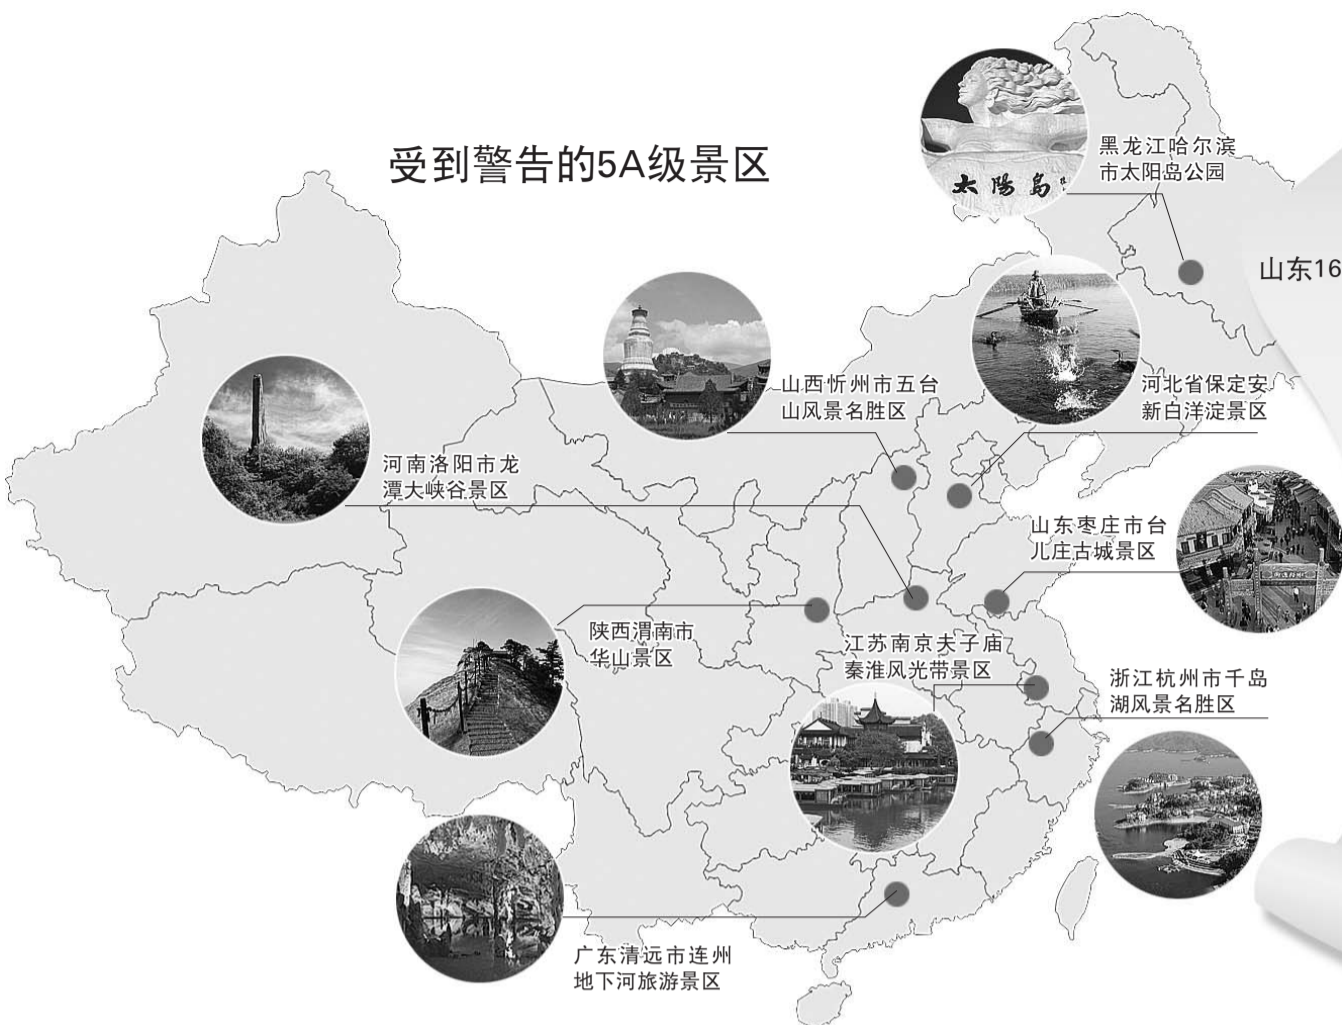 受到警告的5A级景区
太陽島
黑龙江哈尔滨
市太阳岛公园
山东16
山西忻州市五台
山风景名胜区
河北省保定安
新白洋淀景区
河南洛阳市龙
潭大峡谷景区
山东枣庄市台
儿庄古城景区
陕西渭南市
华山景区
江苏南京夫子庙
秦淮风光带景区
浙江杭州市千岛
湖风景名胜区
广东清远市连州
地下河旅游景区